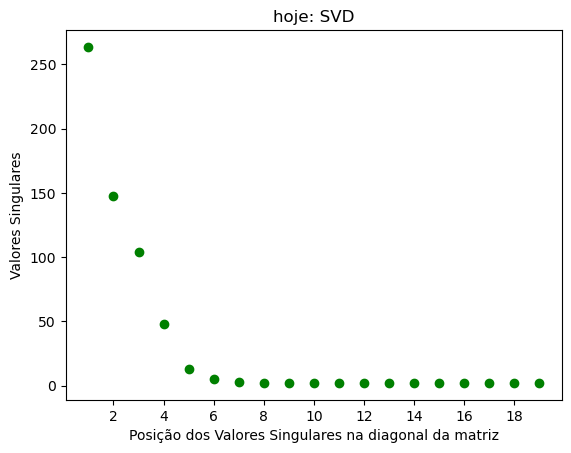 hoje: SVD
Valores Singulares
250
200
150
100
50
0
2 4 6 8 10 12 14 16 18
Posição dos Valores Singulares na diagonal da matriz